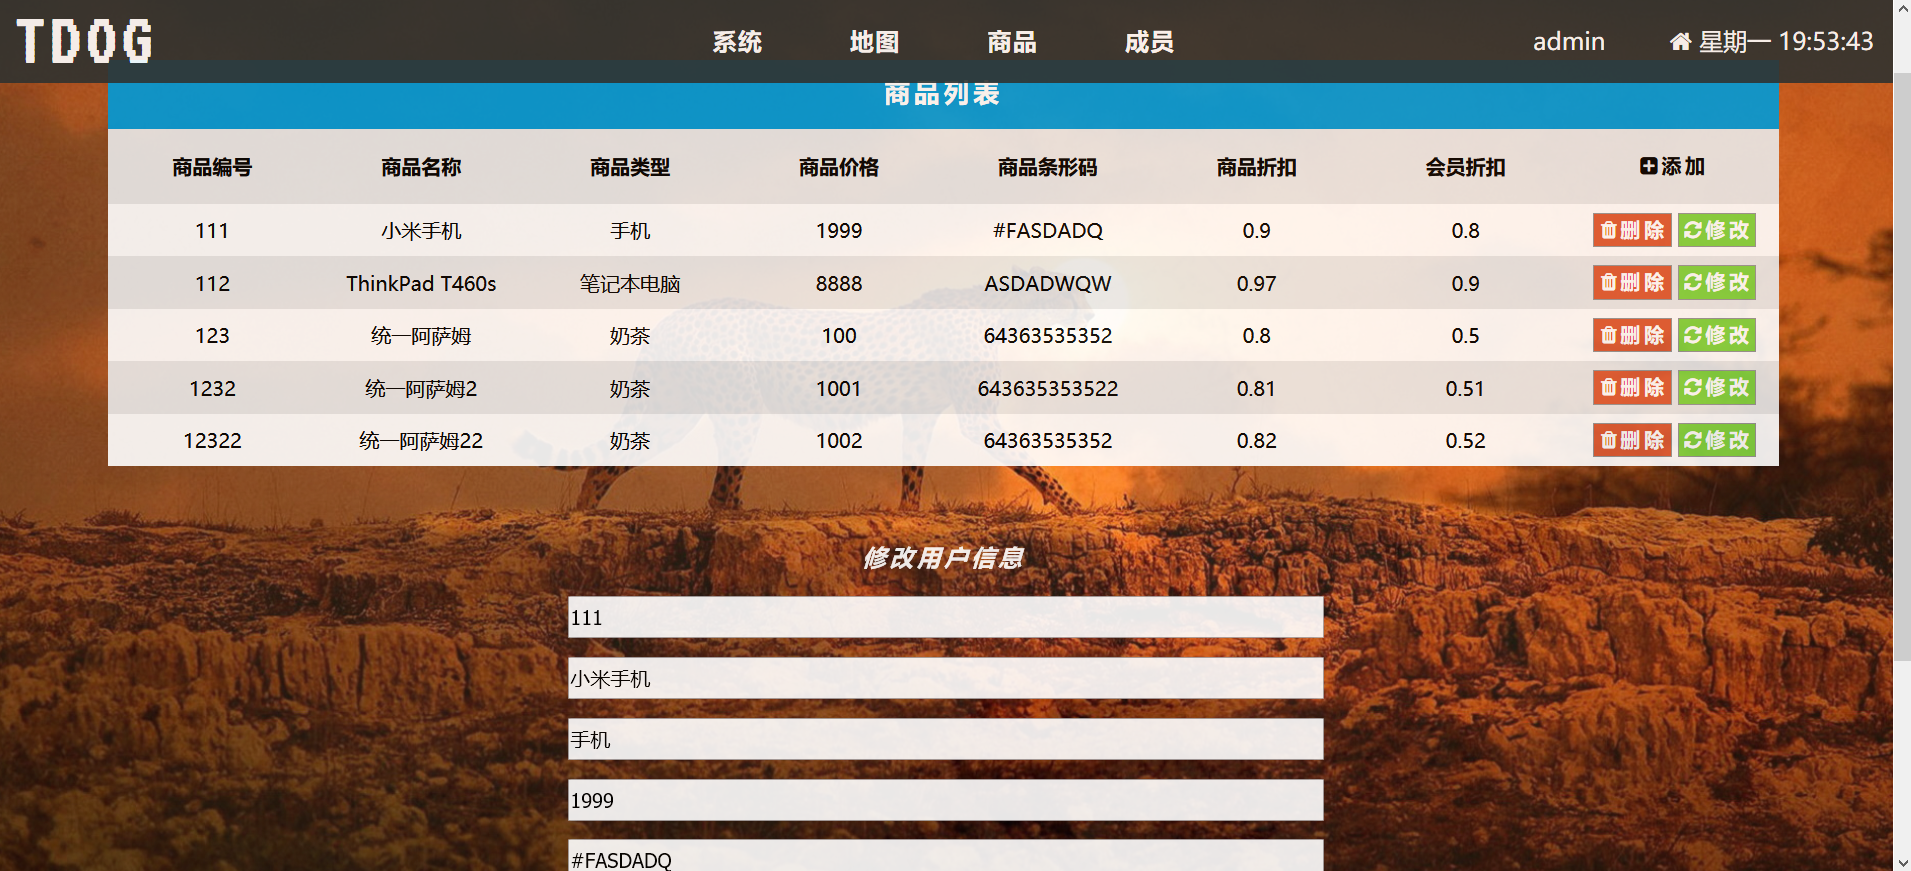 TDOG 系统 地图 商品 成员 admin 星期一 19:53:43
商品列表
商品编号 商品名称 商品类型 商品价格 商品条形码 商品折扣 会员折扣 添加
111 小米手机 手机 1999 #FASDADQ 0.9 0.8 删除 修改
112 ThinkPad T460s 笔记本电脑 8888 ASDADWQW 0.97 0.9 删除 修改
123 统一阿萨姆 奶茶 100 64363535352 0.8 0.5 删除 修改
1232 统一阿萨姆2 奶茶 1001 643635353522 0.81 0.51 删除 修改
12322 统一阿萨姆22 奶茶 1002 64363535352 0.82 0.52 删除 修改
修改用户信息
111
小米手机
手机
1999
#FASDADQ